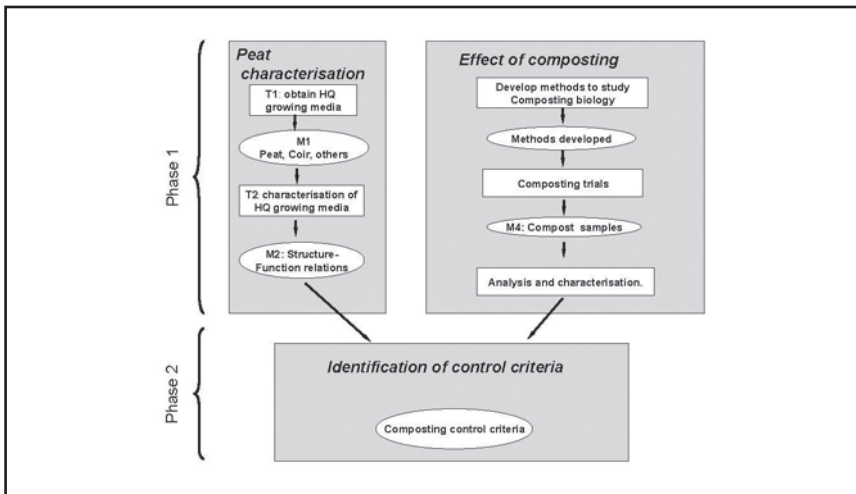 Phase 1
Peat
characterisation
T1: obtain HQ
growing media
M1
Peat, Coir, others
T2 characterisation of
HQ growing media
M2: Structure-
Function relations
Effect of composting
Develop methods to study
Composting biology
Methods developed
Composting trials
M4: Compost samples
Analysis and characterisation.
Phase 2
Identification of control criteria
Composting control criteria